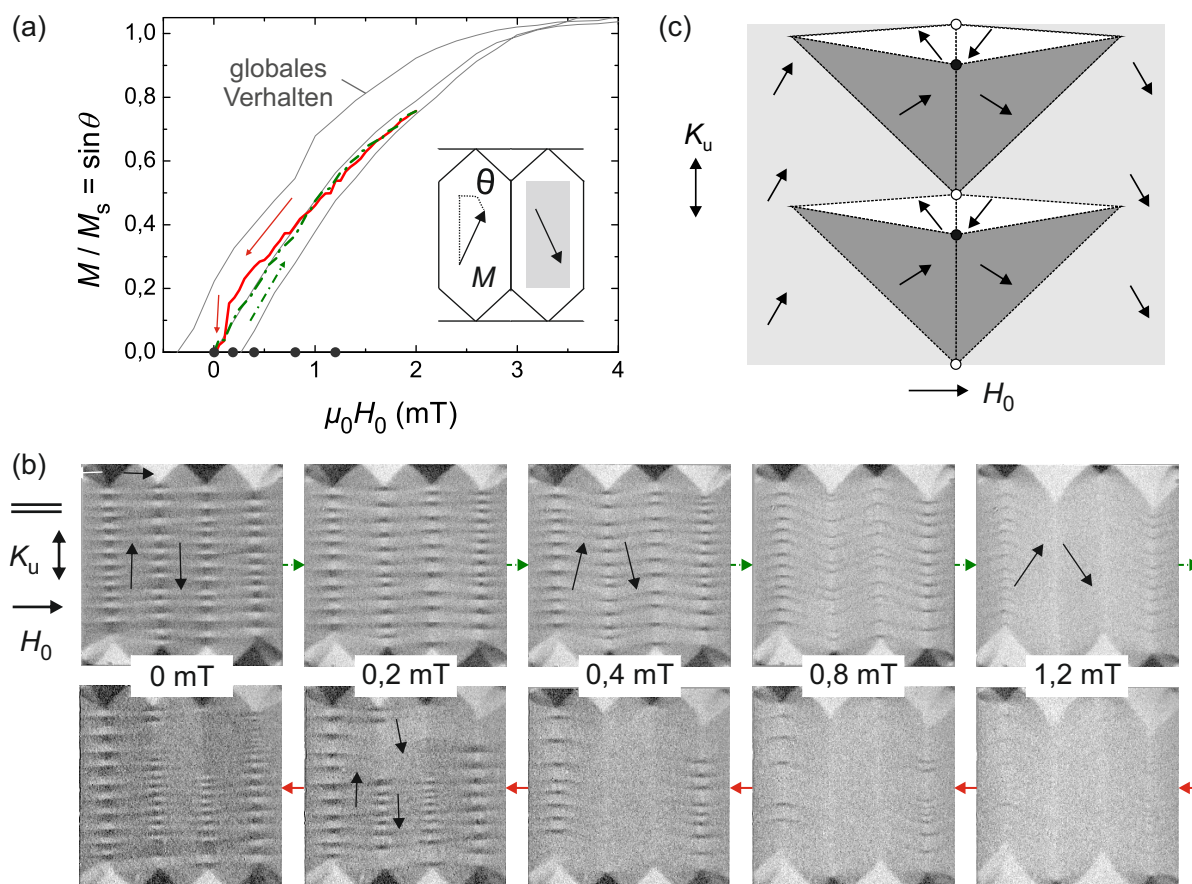 (a)
1,0
0,8
0,6
0,4
0,2
0,0
M / Mₛ = sinθ
globales
Verhalten
θ
M
0
1
2
3
4
μ₀H₀ (mT)
(c)
Kᵤ
H₀
(b)
Kᵤ
H₀
0 mT
0,2 mT
0,4 mT
0,8 mT
1,2 mT